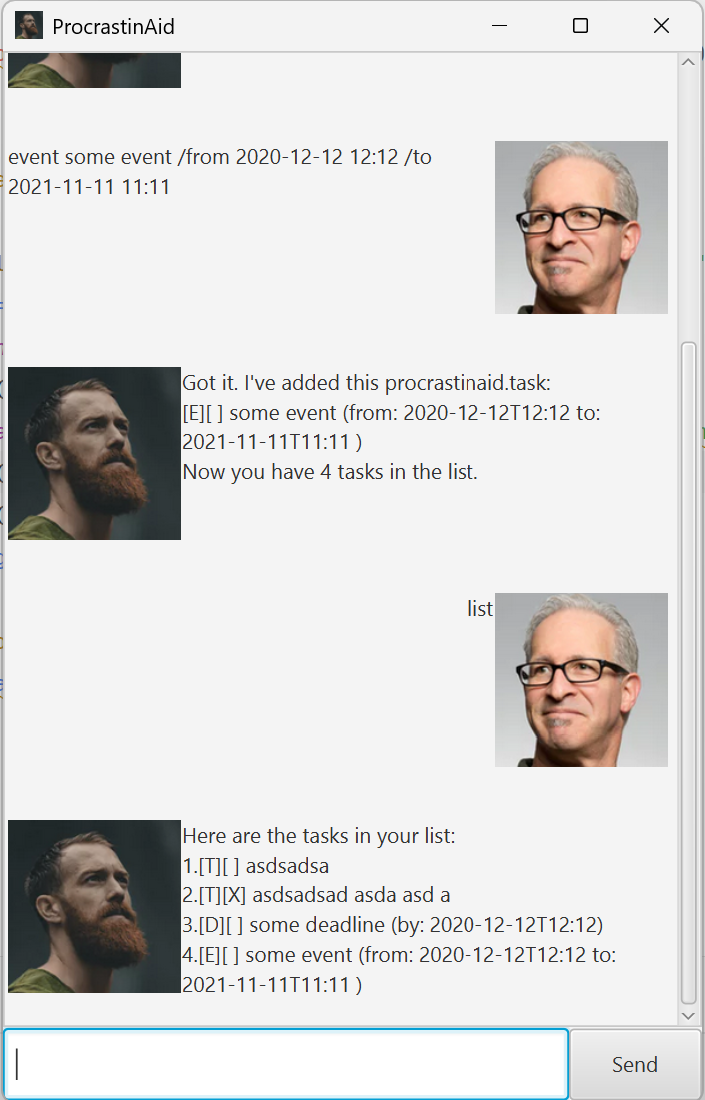 ProcrastinAid
event some event /from 2020-12-12 12:12 /to
2021-11-11 11:11
Got it. I've added this procrastinaid.task:
[E][ ] some event (from: 2020-12-12T12:12 to:
2021-11-11T11:11 )
Now you have 4 tasks in the list.
list
Here are the tasks in your list:
1.[T][ ] asdsadsa
2.[T][X] asdsadsad asda asd a
3.[D][ ] some deadline (by: 2020-12-12T12:12)
4.[E][ ] some event (from: 2020-12-12T12:12 to:
2021-11-11T11:11 )
Send